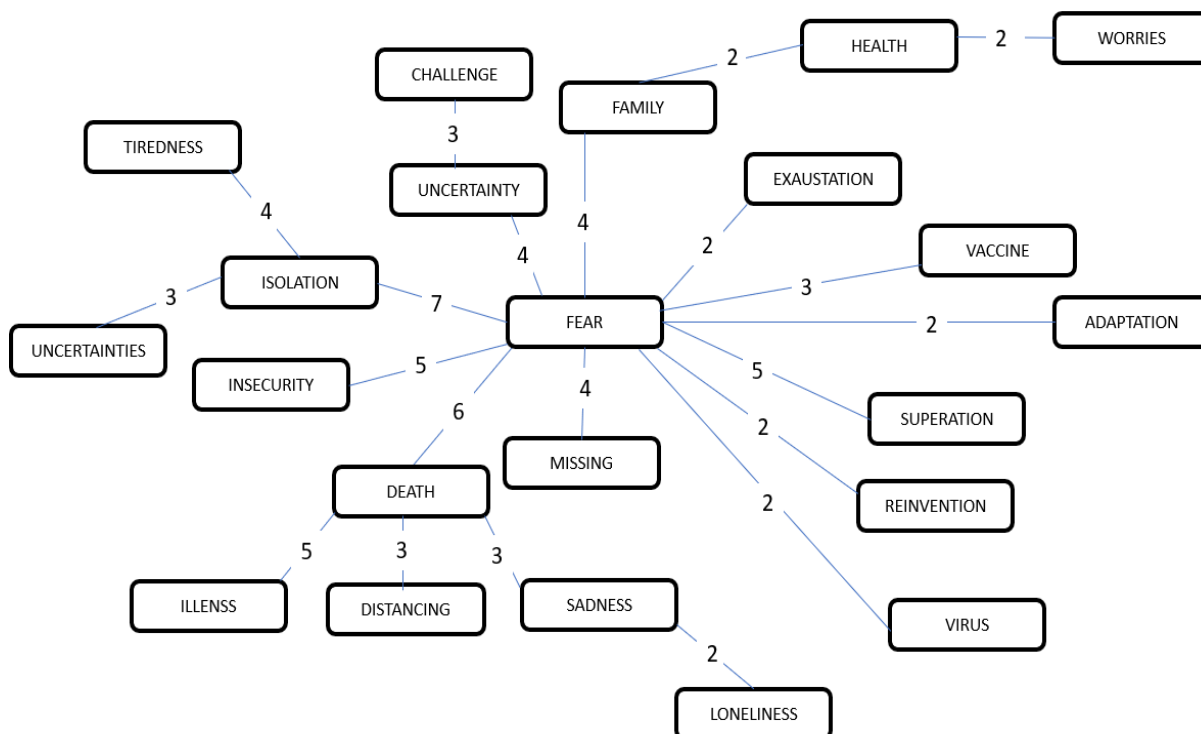 HEALTH
2
WORRIES
2
CHALLENGE
FAMILY
3
TIREDNESS
UNCERTAINTY
EXAUSTATION
4
4
2
VACCINE
4
ISOLATION
7
3
3
FEAR
2
ADAPTATION
UNCERTAINTIES
5
INSECURITY
4
5
6
SUPERATION
2
MISSING
DEATH
2
REINVENTION
5
3
3
ILLENSS
DISTANCING
SADNESS
VIRUS
2
LONELINESS